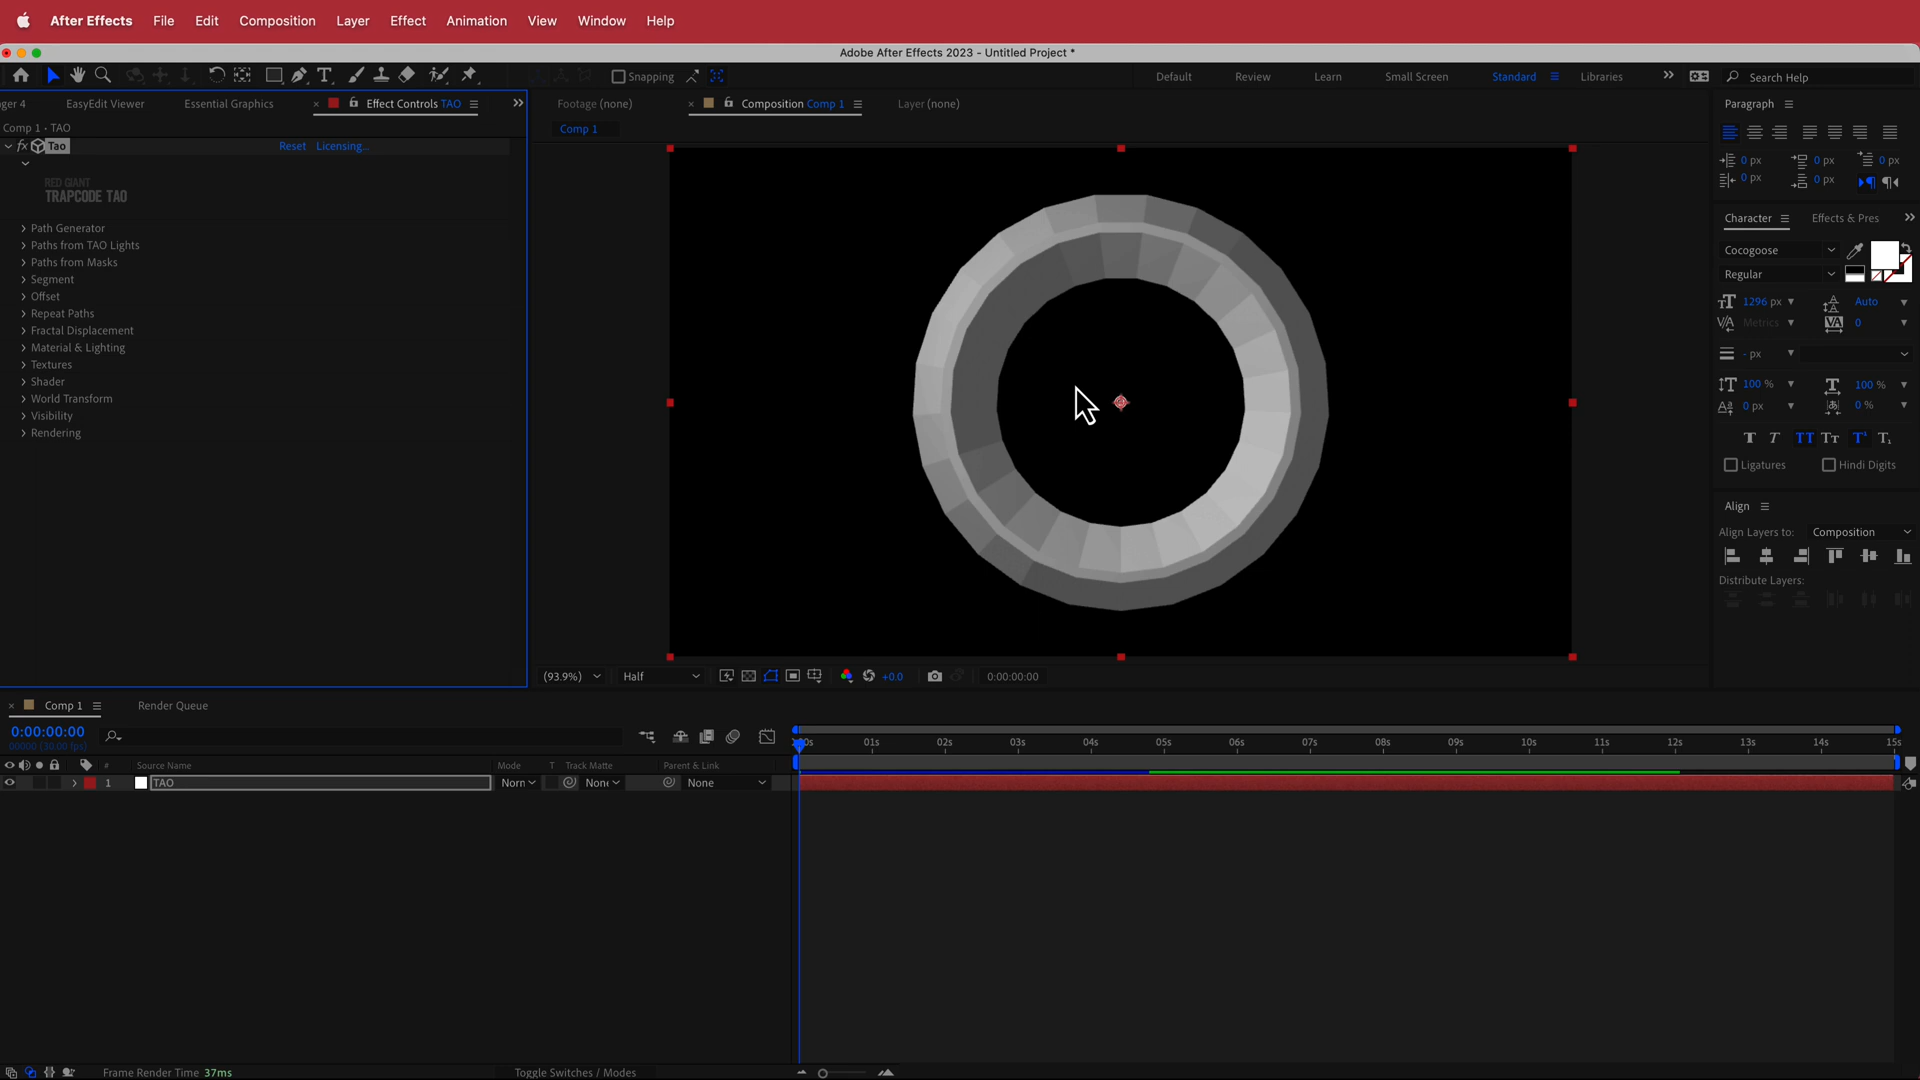 After Effects File Edit Composition Layer Effect Animation View Window Help
Adobe After Effects 2023 - Untitled Project *
Snapping Default Review Learn Small Screen Standard Libraries Search Help
ger 4 EasyEdit Viewer Essential Graphics × Effect Controls TAO
Footage (none) × Composition Comp 1 Layer (none)
Paragraph
Comp 1 • TAO
Comp 1
fx Tao Reset Licensing...
RED GIANT
TRAPCODE TAO
Path Generator
Paths from TAO Lights
Paths from Masks
Segment
Offset
Repeat Paths
Fractal Displacement
Material & Lighting
Textures
Shader
World Transform
Visibility
Rendering
0 px 0 px 0 px
0 px 0 px
Character Effects & Pres
Cocogoose
Regular
1296 px Auto
Metrics 0
- px
100 % 100 %
0 px 0 %
Ligatures Hindi Digits
Align
Align Layers to: Composition
Distribute Layers:
(93.9%) Half +0.0 0:00:00:00
× Comp 1 Render Queue
0:00:00:00
00000 (30.00 fps)
01s 02s 03s 04s 05s 06s 07s 08s 09s 10s 11s 12s 13s 14s 15s
# Source Name Mode T Track Matte Parent & Link
1 TAO Norn None None
Frame Render Time 37ms Toggle Switches / Modes